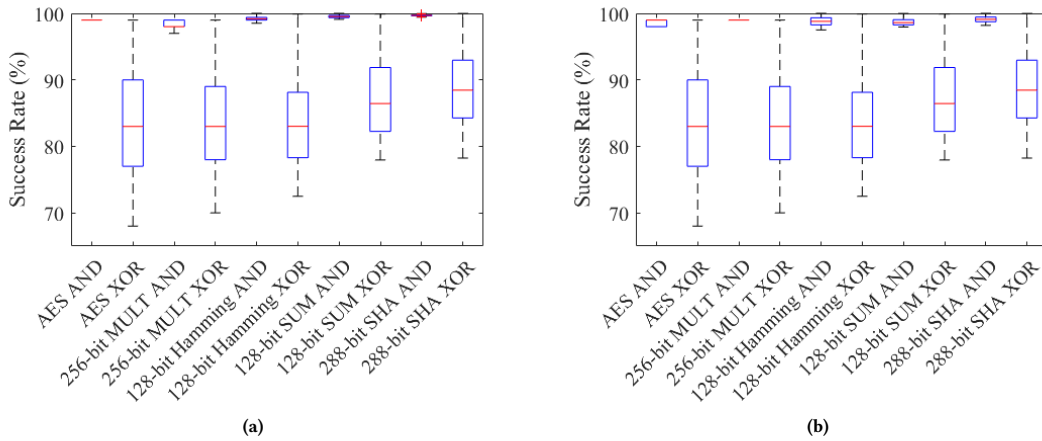 100
90
80
70
Success Rate (%)
AES AND
AES XOR
256-bit MULT AND
256-bit MULT XOR
128-bit Hamming AND
128-bit Hamming XOR
128-bit SUM AND
128-bit SUM XOR
288-bit SHA AND
288-bit SHA XOR
(a)
100
90
80
70
Success Rate (%)
AES AND
AES XOR
256-bit MULT AND
256-bit MULT XOR
128-bit Hamming AND
128-bit Hamming XOR
128-bit SUM AND
128-bit SUM XOR
288-bit SHA AND
288-bit SHA XOR
(b)